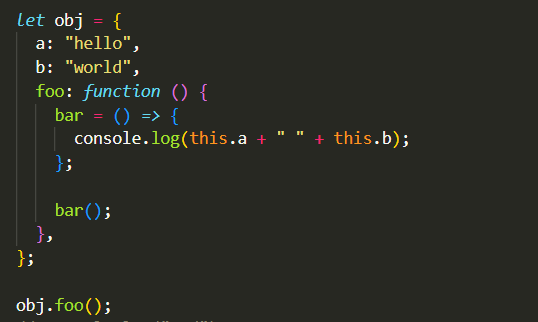 let obj = {
  a: "hello",
  b: "world",
  foo: function () {
    bar = () => {
      console.log(this.a + " " + this.b);
    };

    bar();
  },
};

obj.foo();